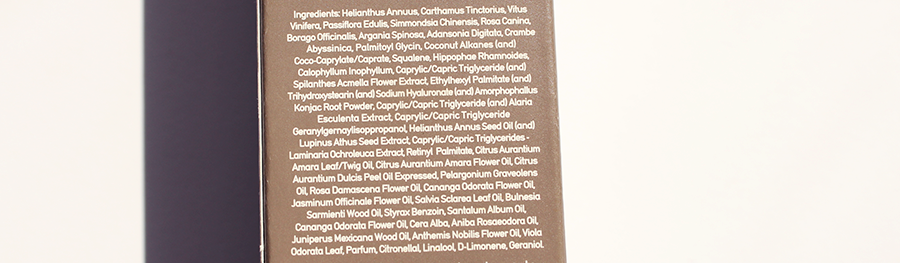 Ingredients: Helianthus Annuus, Carthamus Tinctorius, Vitus
Vinifera, Passiflora Edulis, Simmondsia Chinensis, Rosa Canina,
Borago Officinalis, Argania Spinosa, Adansonia Digitata, Crambe
Abyssinica, Palmitoyl Glycin, Coconut Alkanes (and)
Coco-Caprylate/Caprate, Squalene, Hippophae Rhamnoides,
Calophyllum Inophyllum, Caprylic/Capric Triglyceride (and)
Spilanthes Acmella Flower Extract, Ethylhexyl Palmitate (and)
Trihydroxystearin (and) Sodium Hyaluronate (and) Amorphophallus
Konjac Root Powder, Caprylic/Capric Triglyceride (and) Alaria
Esculenta Extract, Caprylic/Capric Triglyceride
Geranylgernaylisoppropanol, Helianthus Annus Seed Oil (and)
Lupinus Athus Seed Extract, Caprylic/Capric Triglycerides -
Laminaria Ochroleuca Extract, Retinyl Palmitate, Citrus Aurantium
Amara Leaf/Twig Oil, Citrus Aurantium Amara Flower Oil, Citrus
Aurantium Dulcis Peel Oil Expressed, Pelargonium Graveolens
Oil, Rosa Damascena Flower Oil, Cananga Odorata Flower Oil,
Jasminum Officinale Flower Oil, Salvia Sclarea Leaf Oil, Bulnesia
Sarmienti Wood Oil, Styrax Benzoin, Santalum Album Oil,
Cananga Odorata Flower Oil, Cera Alba, Aniba Rosaeodora Oil,
Juniperus Mexicana Wood Oil, Anthemis Nobilis Flower Oil, Viola
Odorata Leaf, Parfum, Citronellal, Linalool, D-Limonene, Geraniol.